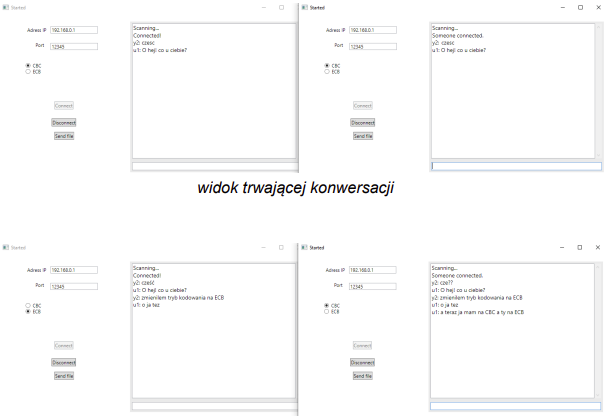 Started
Adress IP 192.168.0.1
Port 12345
CBC
ECB
Connect
Disconnect
Send file
Scanning...
Connected!
y2: czesc
u1: O hej! co u ciebie?
Started
Adress IP 192.168.0.1
Port 12345
CBC
ECB
Connect
Disconnect
Send file
Scanning...
Someone connected.
y2: czesc
u1: O hej! co u ciebie?
widok trwającej konwersacji
Started
Adress IP 192.168.0.1
Port 12345
CBC
ECB
Connect
Disconnect
Send file
Scanning...
Connected!
y2: cześć
u1: O hej! co u ciebie?
y2: zmienilem tryb kodowania na ECB
u1: o ja tez
Started
Adress IP 192.168.0.1
Port 12345
CBC
ECB
Connect
Disconnect
Send file
Scanning...
Someone connected.
y2: cze??
u1: O hej! co u ciebie?
y2: zmienilem tryb kodowania na ECB
u1: o ja tez
u1: a teraz ja mam na CBC a ty na ECB